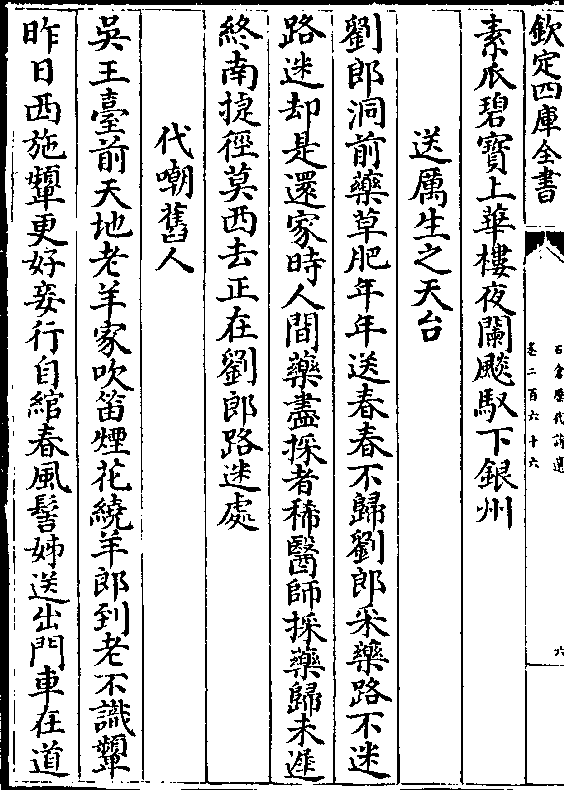 欽定四庫全書
石倉歴代詩選
卷二百六十六
六
素爪碧寶上華樓夜闌飈馭下銀州
送厲生之天台
劉郎洞前藥草肥年年送春春不歸劉郎采藥路不迷
路迷却是還家時人間藥盡採者稀醫師採藥歸未遲
終南捷徑莫西去正在劉郎路迷處
代嘲舊人
吳王臺前天地老羊家吹笛煙花繞羊郎到老不識顰
昨日西施顰更好妾行自綰春風髻姊送出門車在道